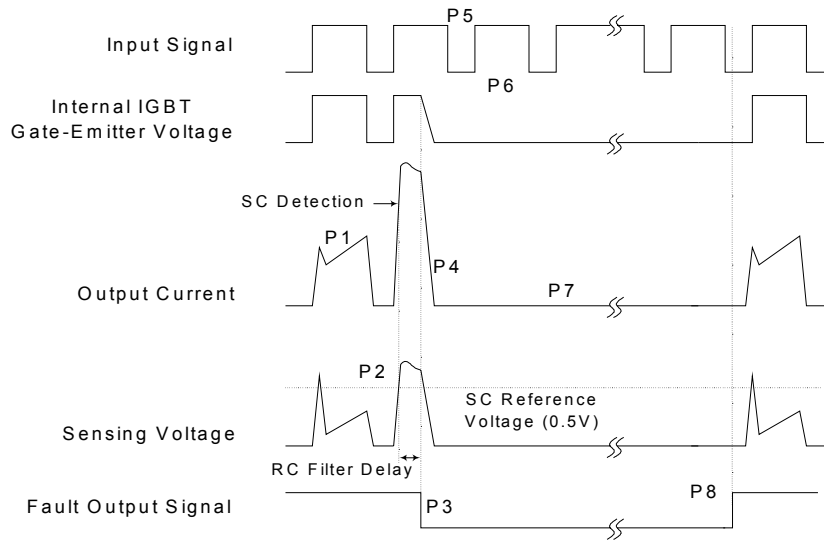 P5
Input Signal
P6
Internal IGBT
Gate-Emitter Voltage
SC Detection
P1
P4
P7
Output Current
P2
SC Reference
Voltage (0.5V)
Sensing Voltage
RC Filter Delay
P3
P8
Fault Output Signal